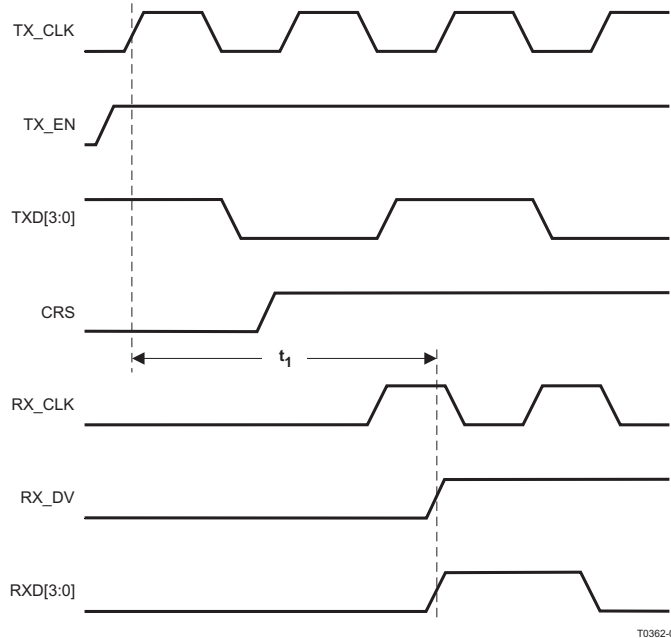 TX_CLK
TX_EN
TXD[3:0]
CRS
t1
RX_CLK
RX_DV
RXD[3:0]